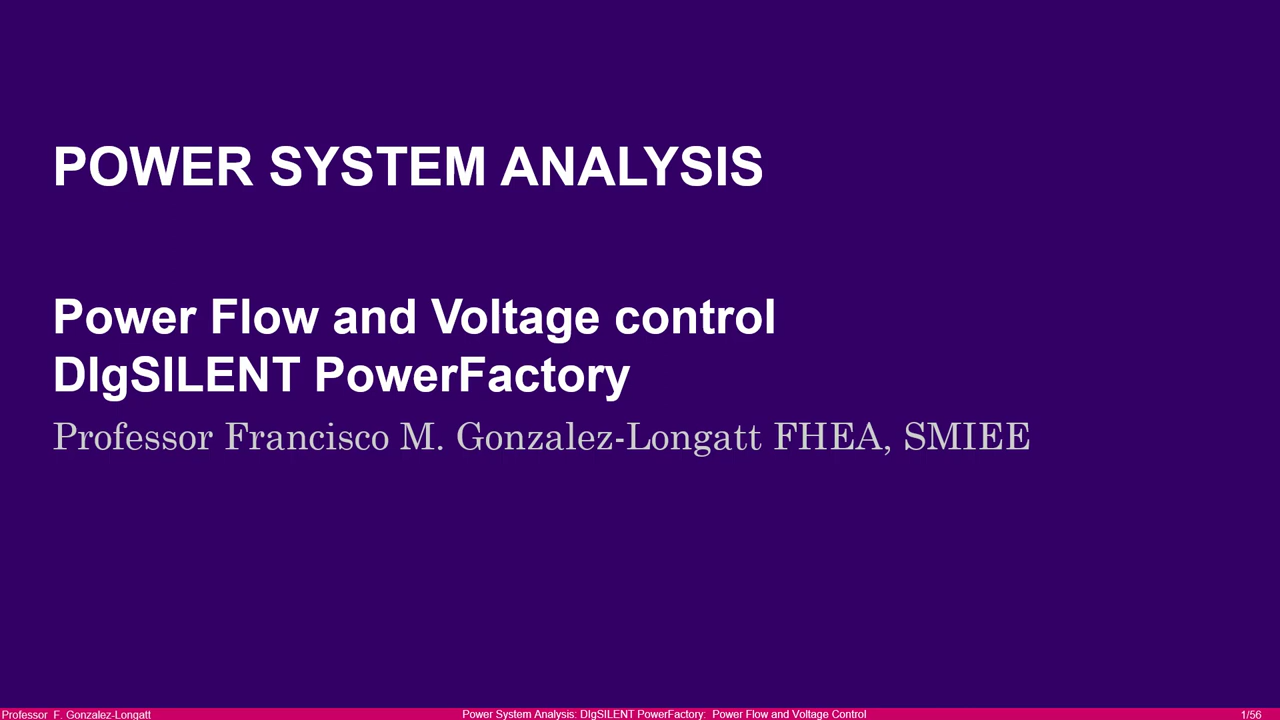 POWER SYSTEM ANALYSIS
Power Flow and Voltage control
DIgSILENT PowerFactory
Professor Francisco M. Gonzalez-Longatt FHEA, SMIEE
Professor F. Gonzalez-Longatt
Power System Analysis: DIgSILENT PowerFactory: Power Flow and Voltage Control
1/56